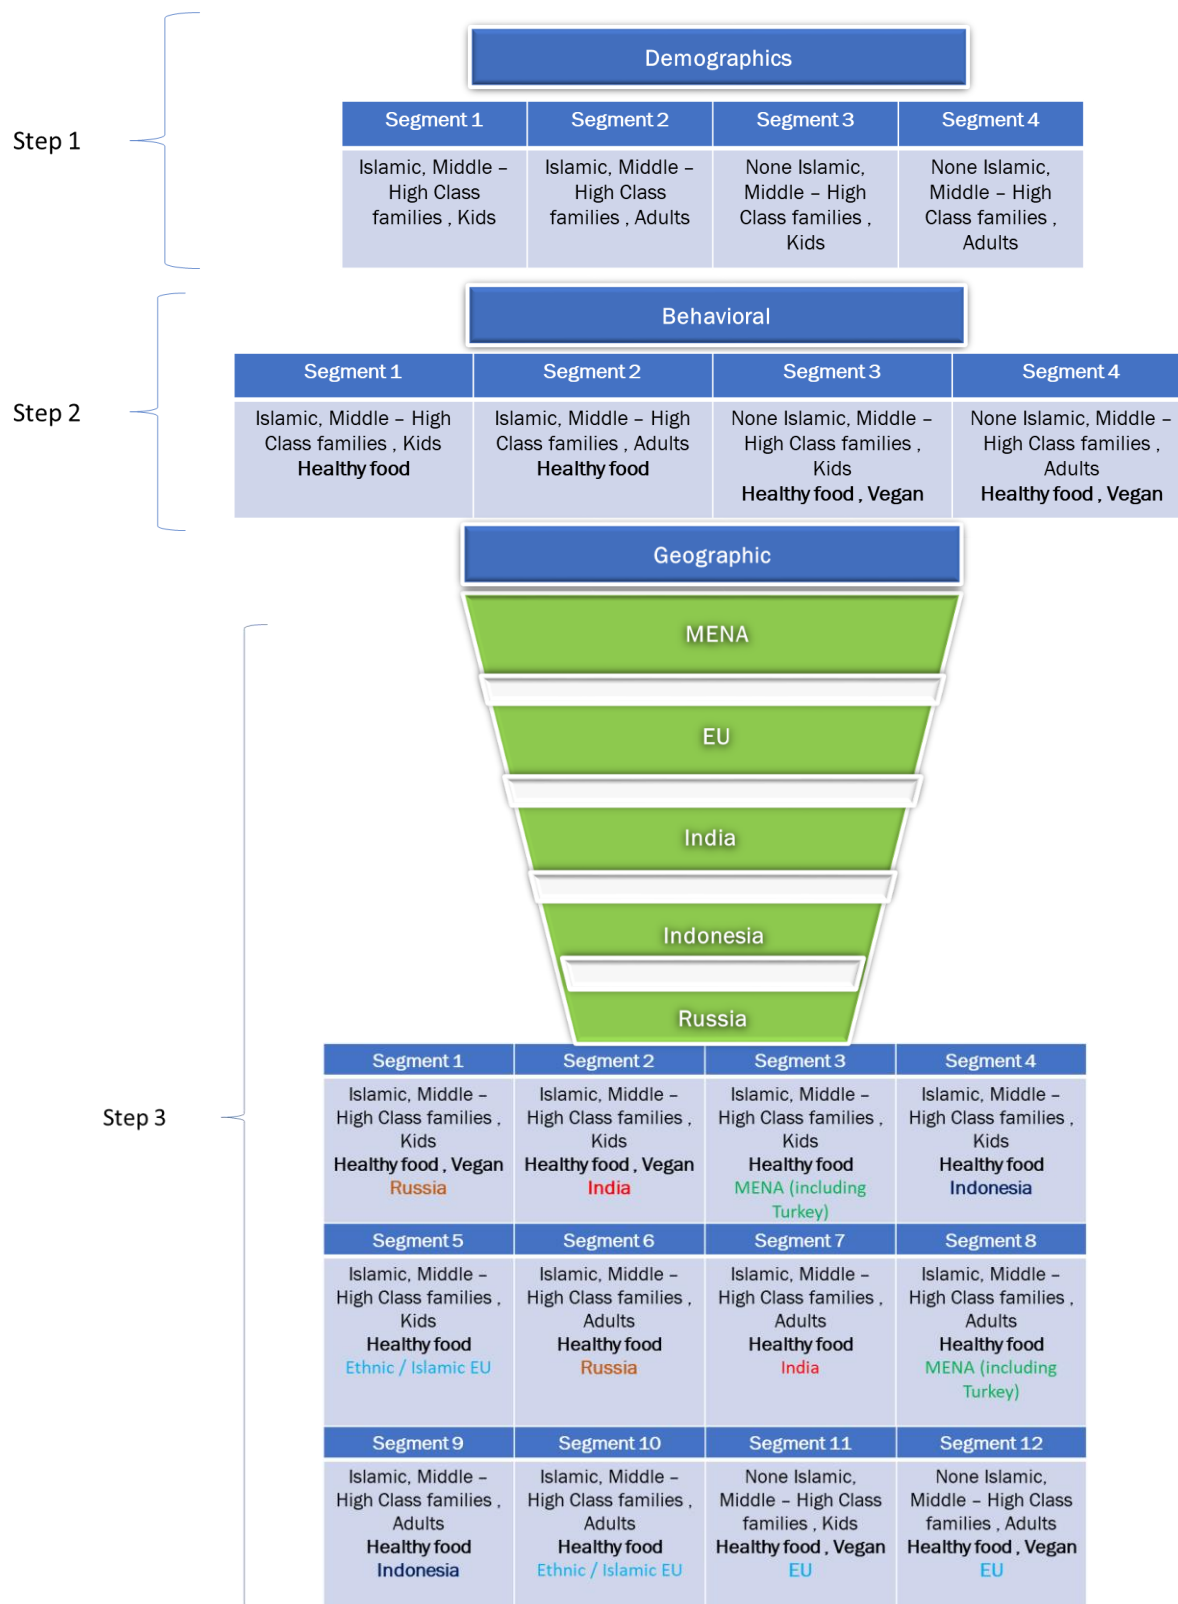 Step 1
Demographics
Segment 1
Segment 2
Segment 3
Segment 4
Islamic, Middle –
High Class
families , Kids
Islamic, Middle –
High Class
families , Adults
None Islamic,
Middle – High
Class families ,
Kids
None Islamic,
Middle – High
Class families ,
Adults
Step 2
Behavioral
Segment 1
Segment 2
Segment 3
Segment 4
Islamic, Middle – High
Class families , Kids
Healthy food
Islamic, Middle – High
Class families , Adults
Healthy food
None Islamic, Middle –
High Class families ,
Kids
Healthy food , Vegan
None Islamic, Middle –
High Class families ,
Adults
Healthy food , Vegan
Step 3
Geographic
MENA
EU
India
Indonesia
Russia
Segment 1
Segment 2
Segment 3
Segment 4
Islamic, Middle –
High Class families ,
Kids
Healthy food , Vegan
Russia
Islamic, Middle –
High Class families ,
Kids
Healthy food , Vegan
India
Islamic, Middle –
High Class families ,
Kids
Healthy food
MENA (including
Turkey)
Islamic, Middle –
High Class families ,
Kids
Healthy food
Indonesia
Segment 5
Segment 6
Segment 7
Segment 8
Islamic, Middle –
High Class families ,
Kids
Healthy food
Ethnic / Islamic EU
Islamic, Middle –
High Class families ,
Adults
Healthy food
Russia
Islamic, Middle –
High Class families ,
Adults
Healthy food
India
Islamic, Middle –
High Class families ,
Adults
Healthy food
MENA (including
Turkey)
Segment 9
Segment 10
Segment 11
Segment 12
Islamic, Middle –
High Class families ,
Adults
Healthy food
Indonesia
Islamic, Middle –
High Class families ,
Adults
Healthy food
Ethnic / Islamic EU
None Islamic,
Middle – High Class
families , Kids
Healthy food , Vegan
EU
None Islamic,
Middle – High Class
families , Adults
Healthy food , Vegan
EU